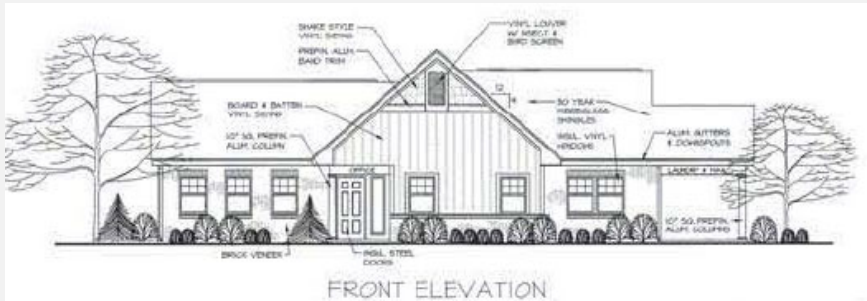 SHAKE STYLE
VINYL SIDING
VINYL LOUVER
W/ INSECT &
BIRD SCREEN
PREFIN. ALUM.
BAND TRIM
12
BOARD & BATTEN
VINYL SIDING
30 YEAR
FIBERGLASS
SHINGLES
10" SQ. PREFIN.
ALUM. COLUMN
INSUL. VINYL
WINDOWS
ALUM. GUTTERS
& DOWNSPOUTS
OFFICE
LAUNDRY & MAIL
10" SQ. PREFIN.
ALUM. COLUMNS
BRICK VENEER
INSUL. STEEL
DOORS
FRONT ELEVATION